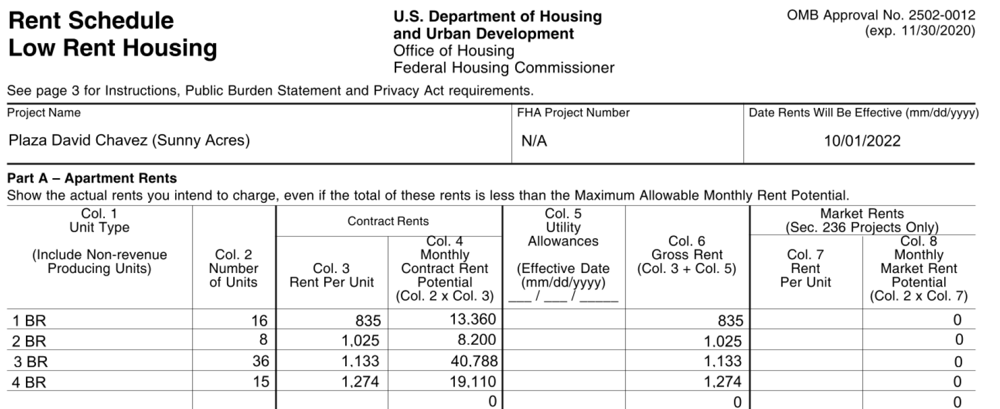 Rent Schedule
Low Rent Housing
U.S. Department of Housing
and Urban Development
Office of Housing
Federal Housing Commissioner
OMB Approval No. 2502-0012
(exp. 11/30/2020)
See page 3 for Instructions, Public Burden Statement and Privacy Act requirements.
Project Name
Plaza David Chavez (Sunny Acres)
FHA Project Number
N/A
Date Rents Will Be Effective (mm/dd/yyyy)
10/01/2022
Part A – Apartment Rents
Show the actual rents you intend to charge, even if the total of these rents is less than the Maximum Allowable Monthly Rent Potential.
Col. 1
Unit Type
(Include Non-revenue
Producing Units)
Col. 2
Number
of Units
Contract Rents
Col. 3
Rent Per Unit
Col. 4
Monthly
Contract Rent
Potential
(Col. 2 x Col. 3)
Col. 5
Utility
Allowances
(Effective Date
(mm/dd/yyyy)
___ / ___ / _____
Col. 6
Gross Rent
(Col. 3 + Col. 5)
Market Rents
(Sec. 236 Projects Only)
Col. 7
Rent
Per Unit
Col. 8
Monthly
Market Rent
Potential
(Col. 2 x Col. 7)
1 BR 16 835 13.360 835 0
2 BR 8 1,025 8.200 1.025 0
3 BR 36 1,133 40,788 1,133 0
4 BR 15 1,274 19,110 1,274 0
0 0 0